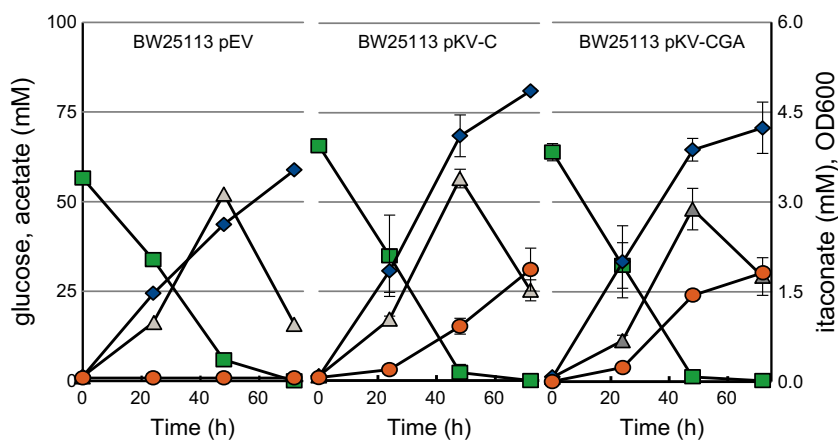 100
75
50
25
0
glucose, acetate (mM)
BW25113 pEV
BW25113 pKV-C
BW25113 pKV-CGA
6.0
4.5
3.0
1.5
0.0
itaconate (mM), OD600
0 20 40 60
0 20 40 60
0 20 40 60
Time (h)
Time (h)
Time (h)